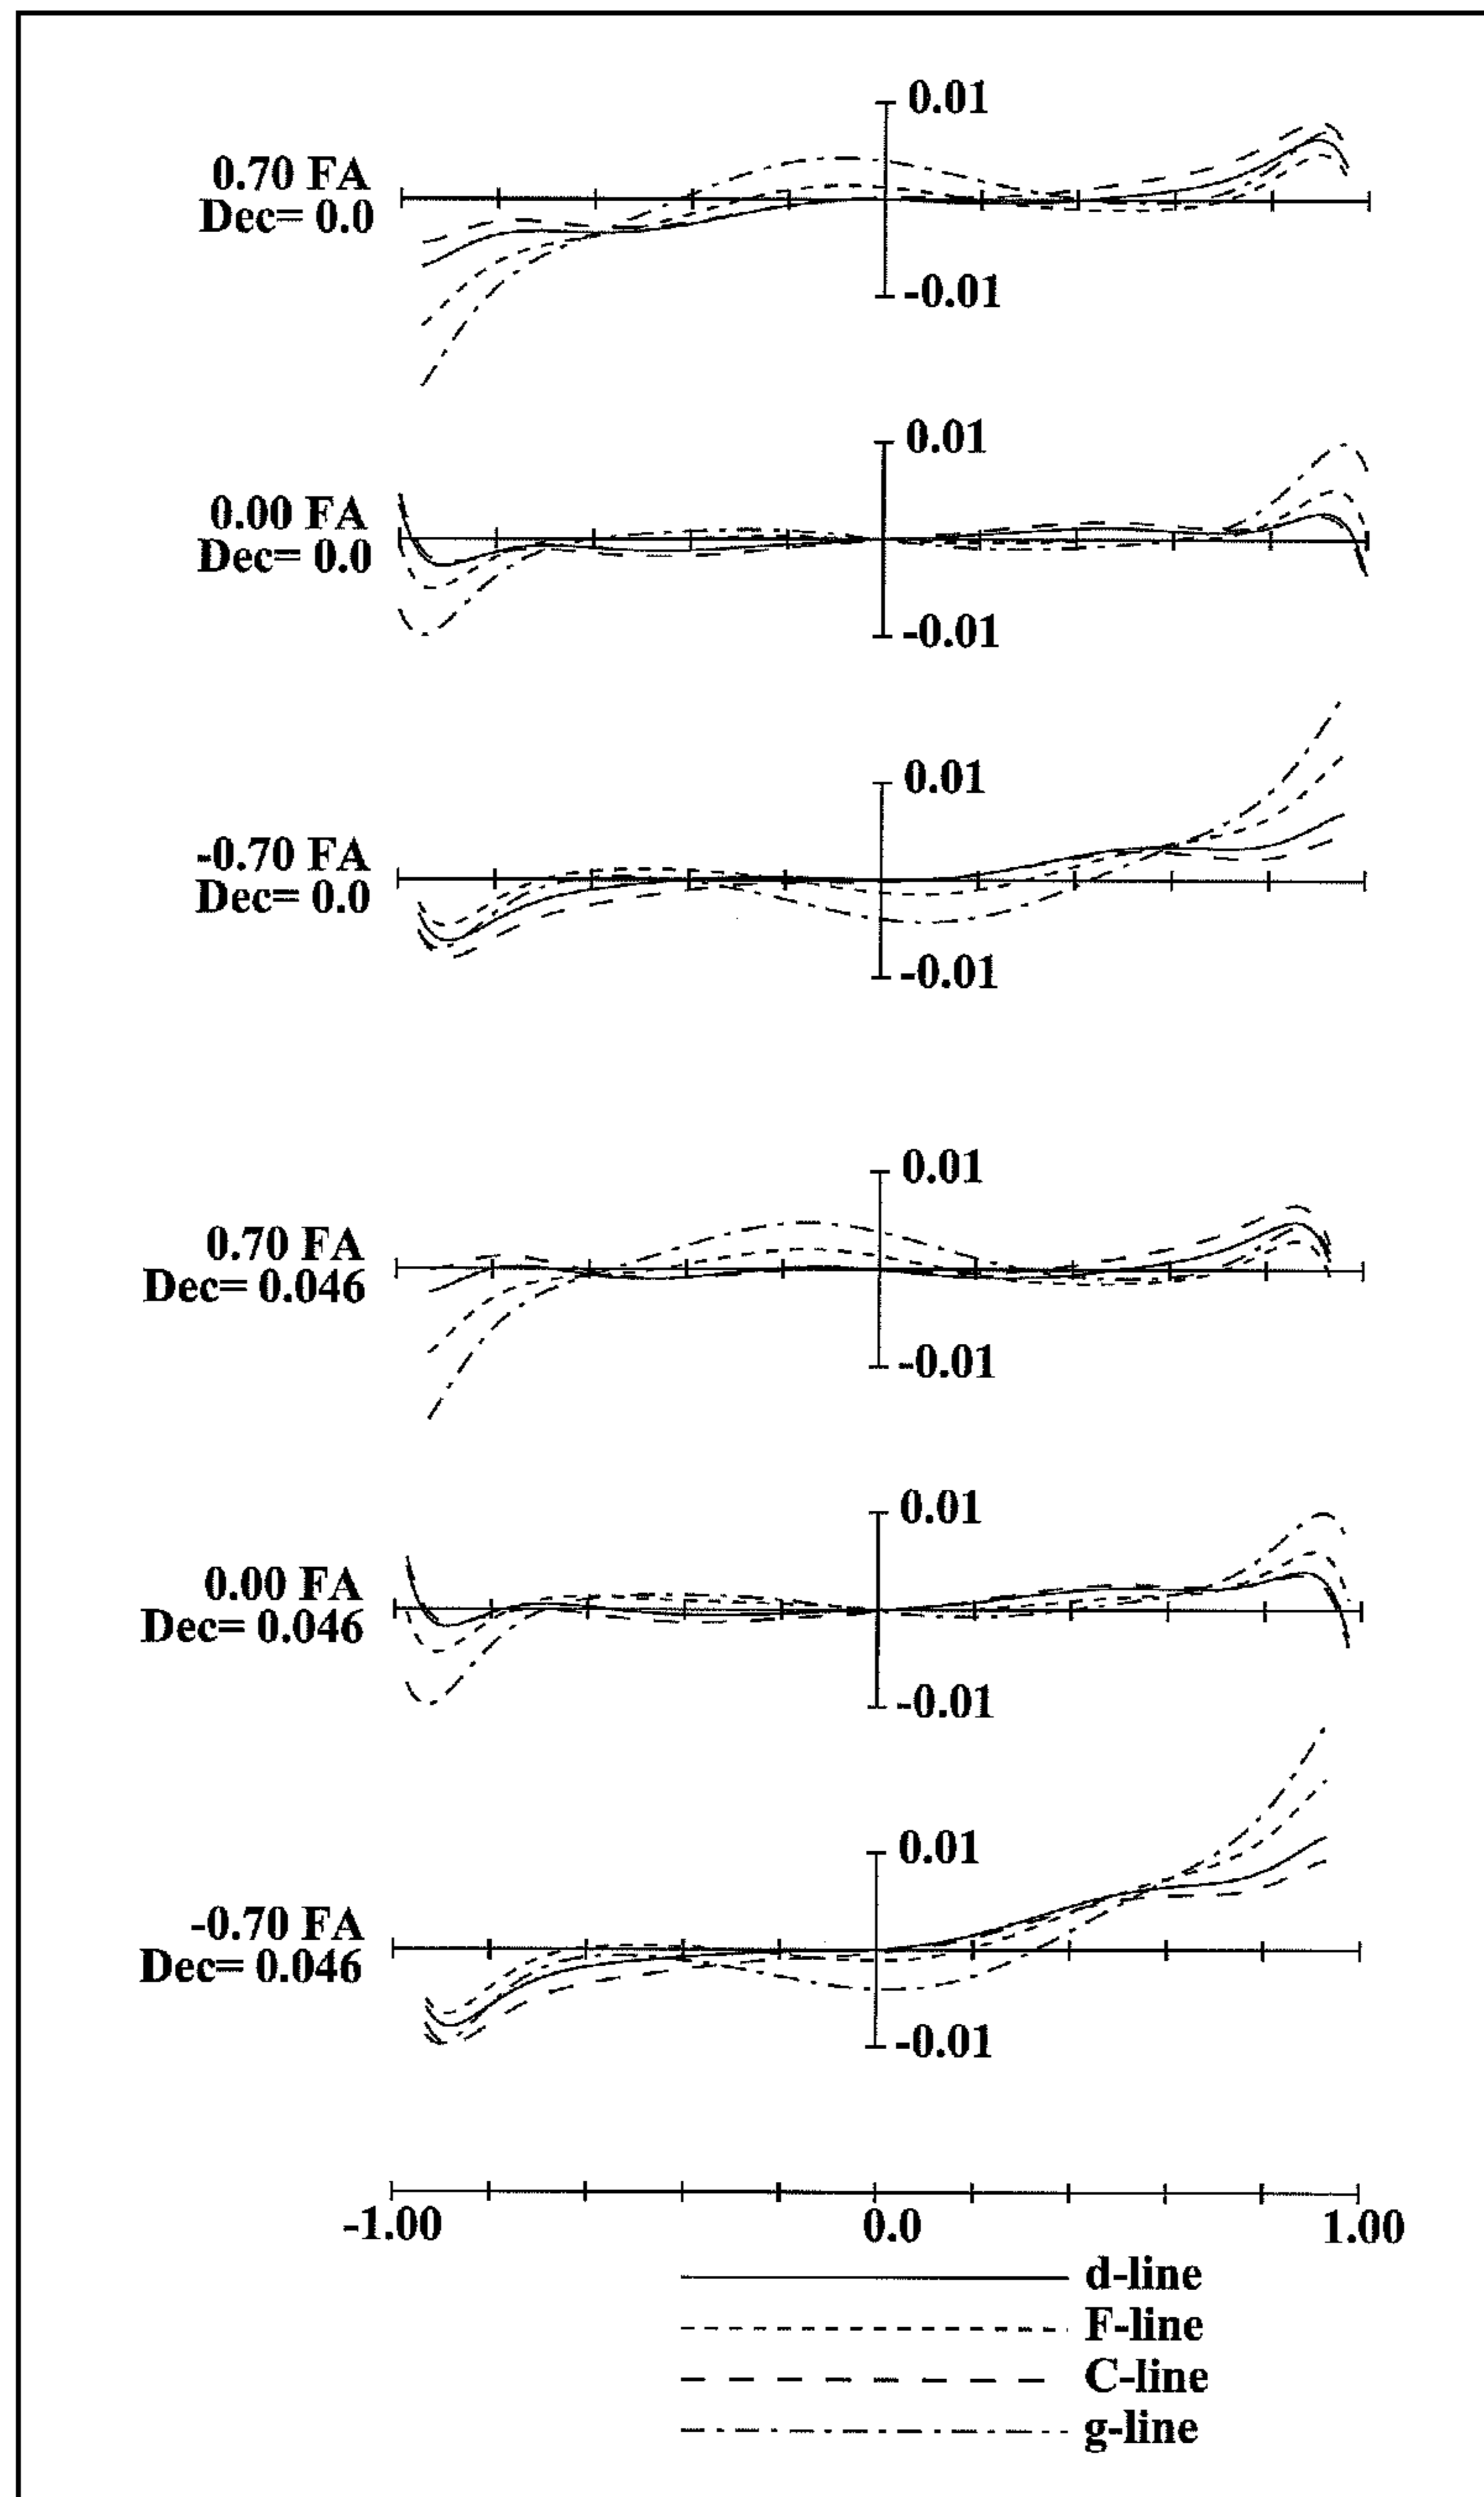 0.01
0.70 FA
Dec= 0.0
-0.01
0.01
0.00 FA
Dec= 0.0
-0.01
0.01
-0.70 FA
Dec= 0.0
-0.01
0.01
0.70 FA
Dec= 0.046
-0.01
0.01
0.00 FA
Dec= 0.046
-0.01
0.01
-0.70 FA
Dec= 0.046
-0.01
-1.00 0.0 1.00
d-line
F-line
C-line
g-line